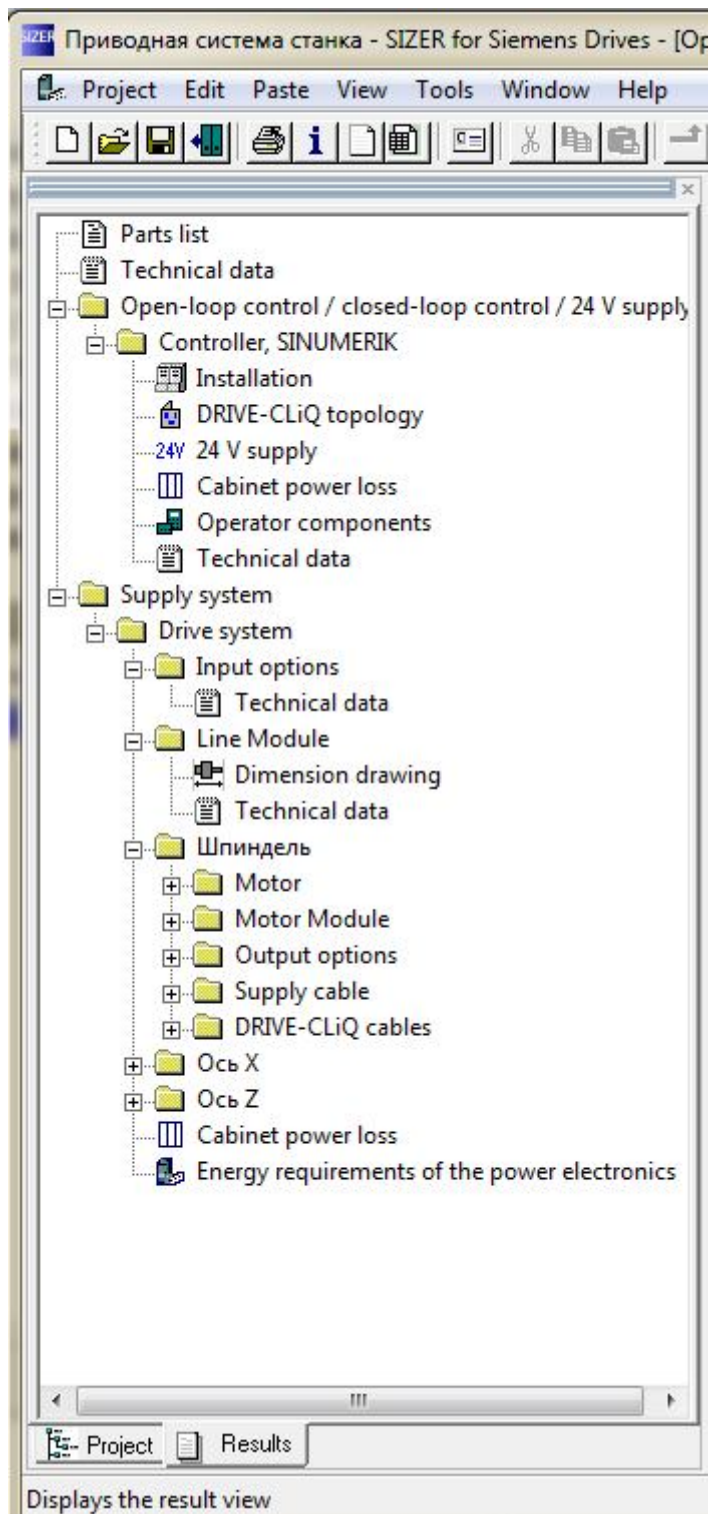 SIZER Приводная система станка - SIZER for Siemens Drives - [Op
Project Edit Paste View Tools Window Help
Parts list
Technical data
Open-loop control / closed-loop control / 24 V supply
Controller, SINUMERIK
Installation
DRIVE-CLiQ topology
24V 24 V supply
Cabinet power loss
Operator components
Technical data
Supply system
Drive system
Input options
Technical data
Line Module
Dimension drawing
Technical data
Шпиндель
Motor
Motor Module
Output options
Supply cable
DRIVE-CLiQ cables
Ось X
Ось Z
Cabinet power loss
Energy requirements of the power electronics
Project Results
Displays the result view